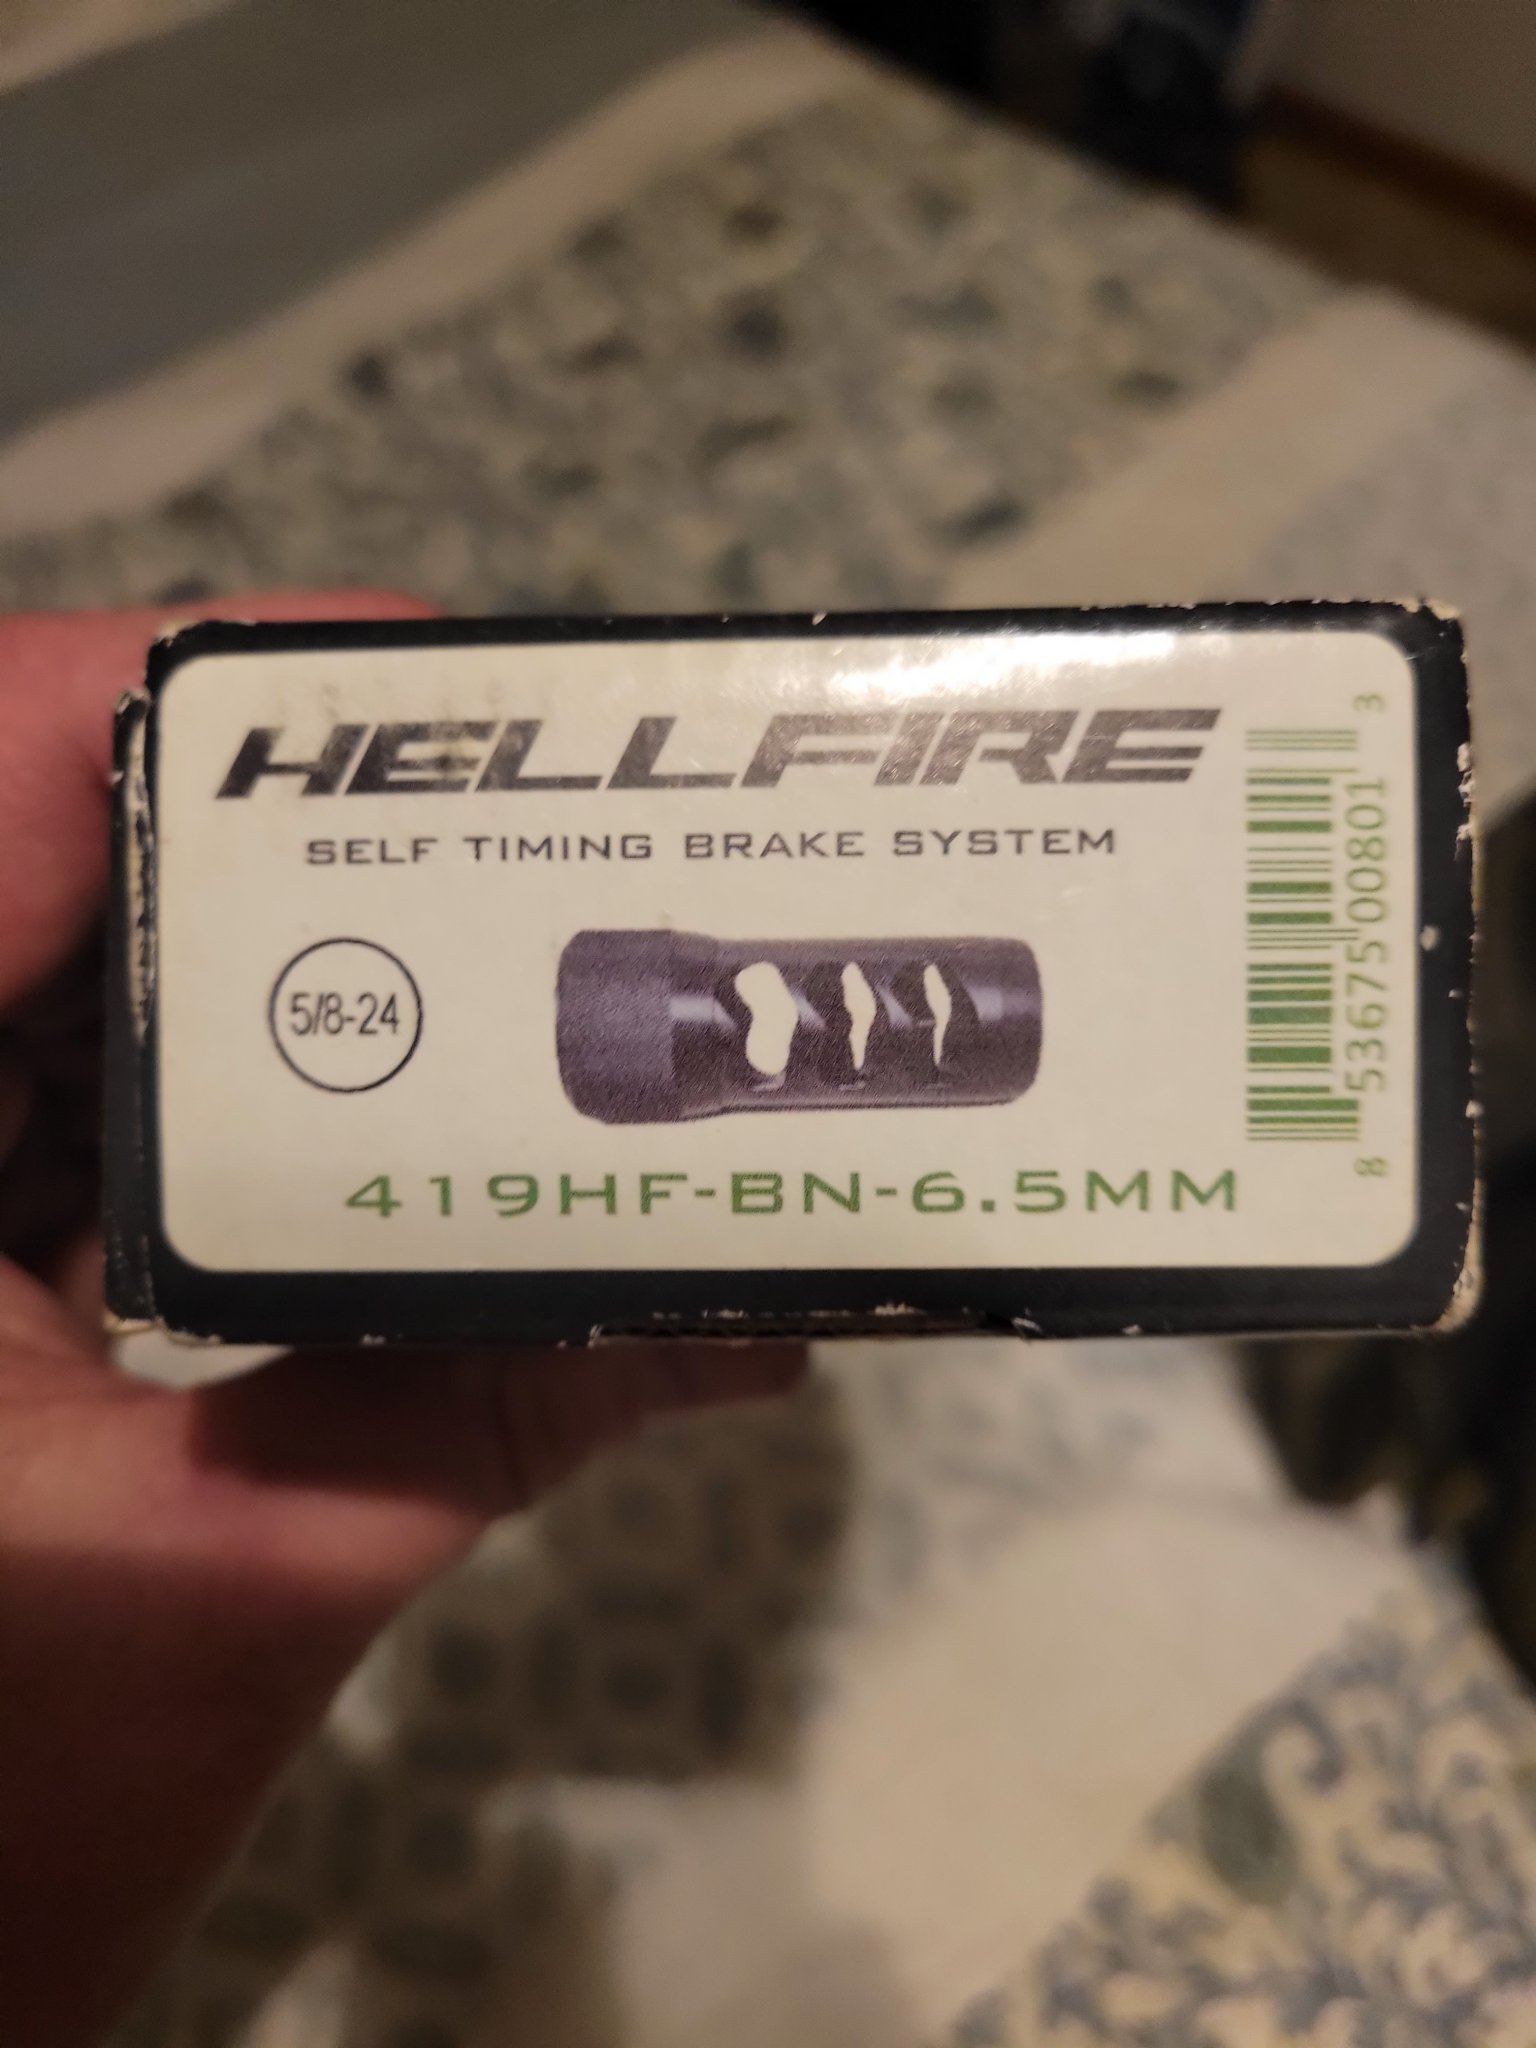 HELLFIRE
SELF TIMING BRAKE SYSTEM
5/8-24
419HF-BN-6.5MM
8 53675 00801 3